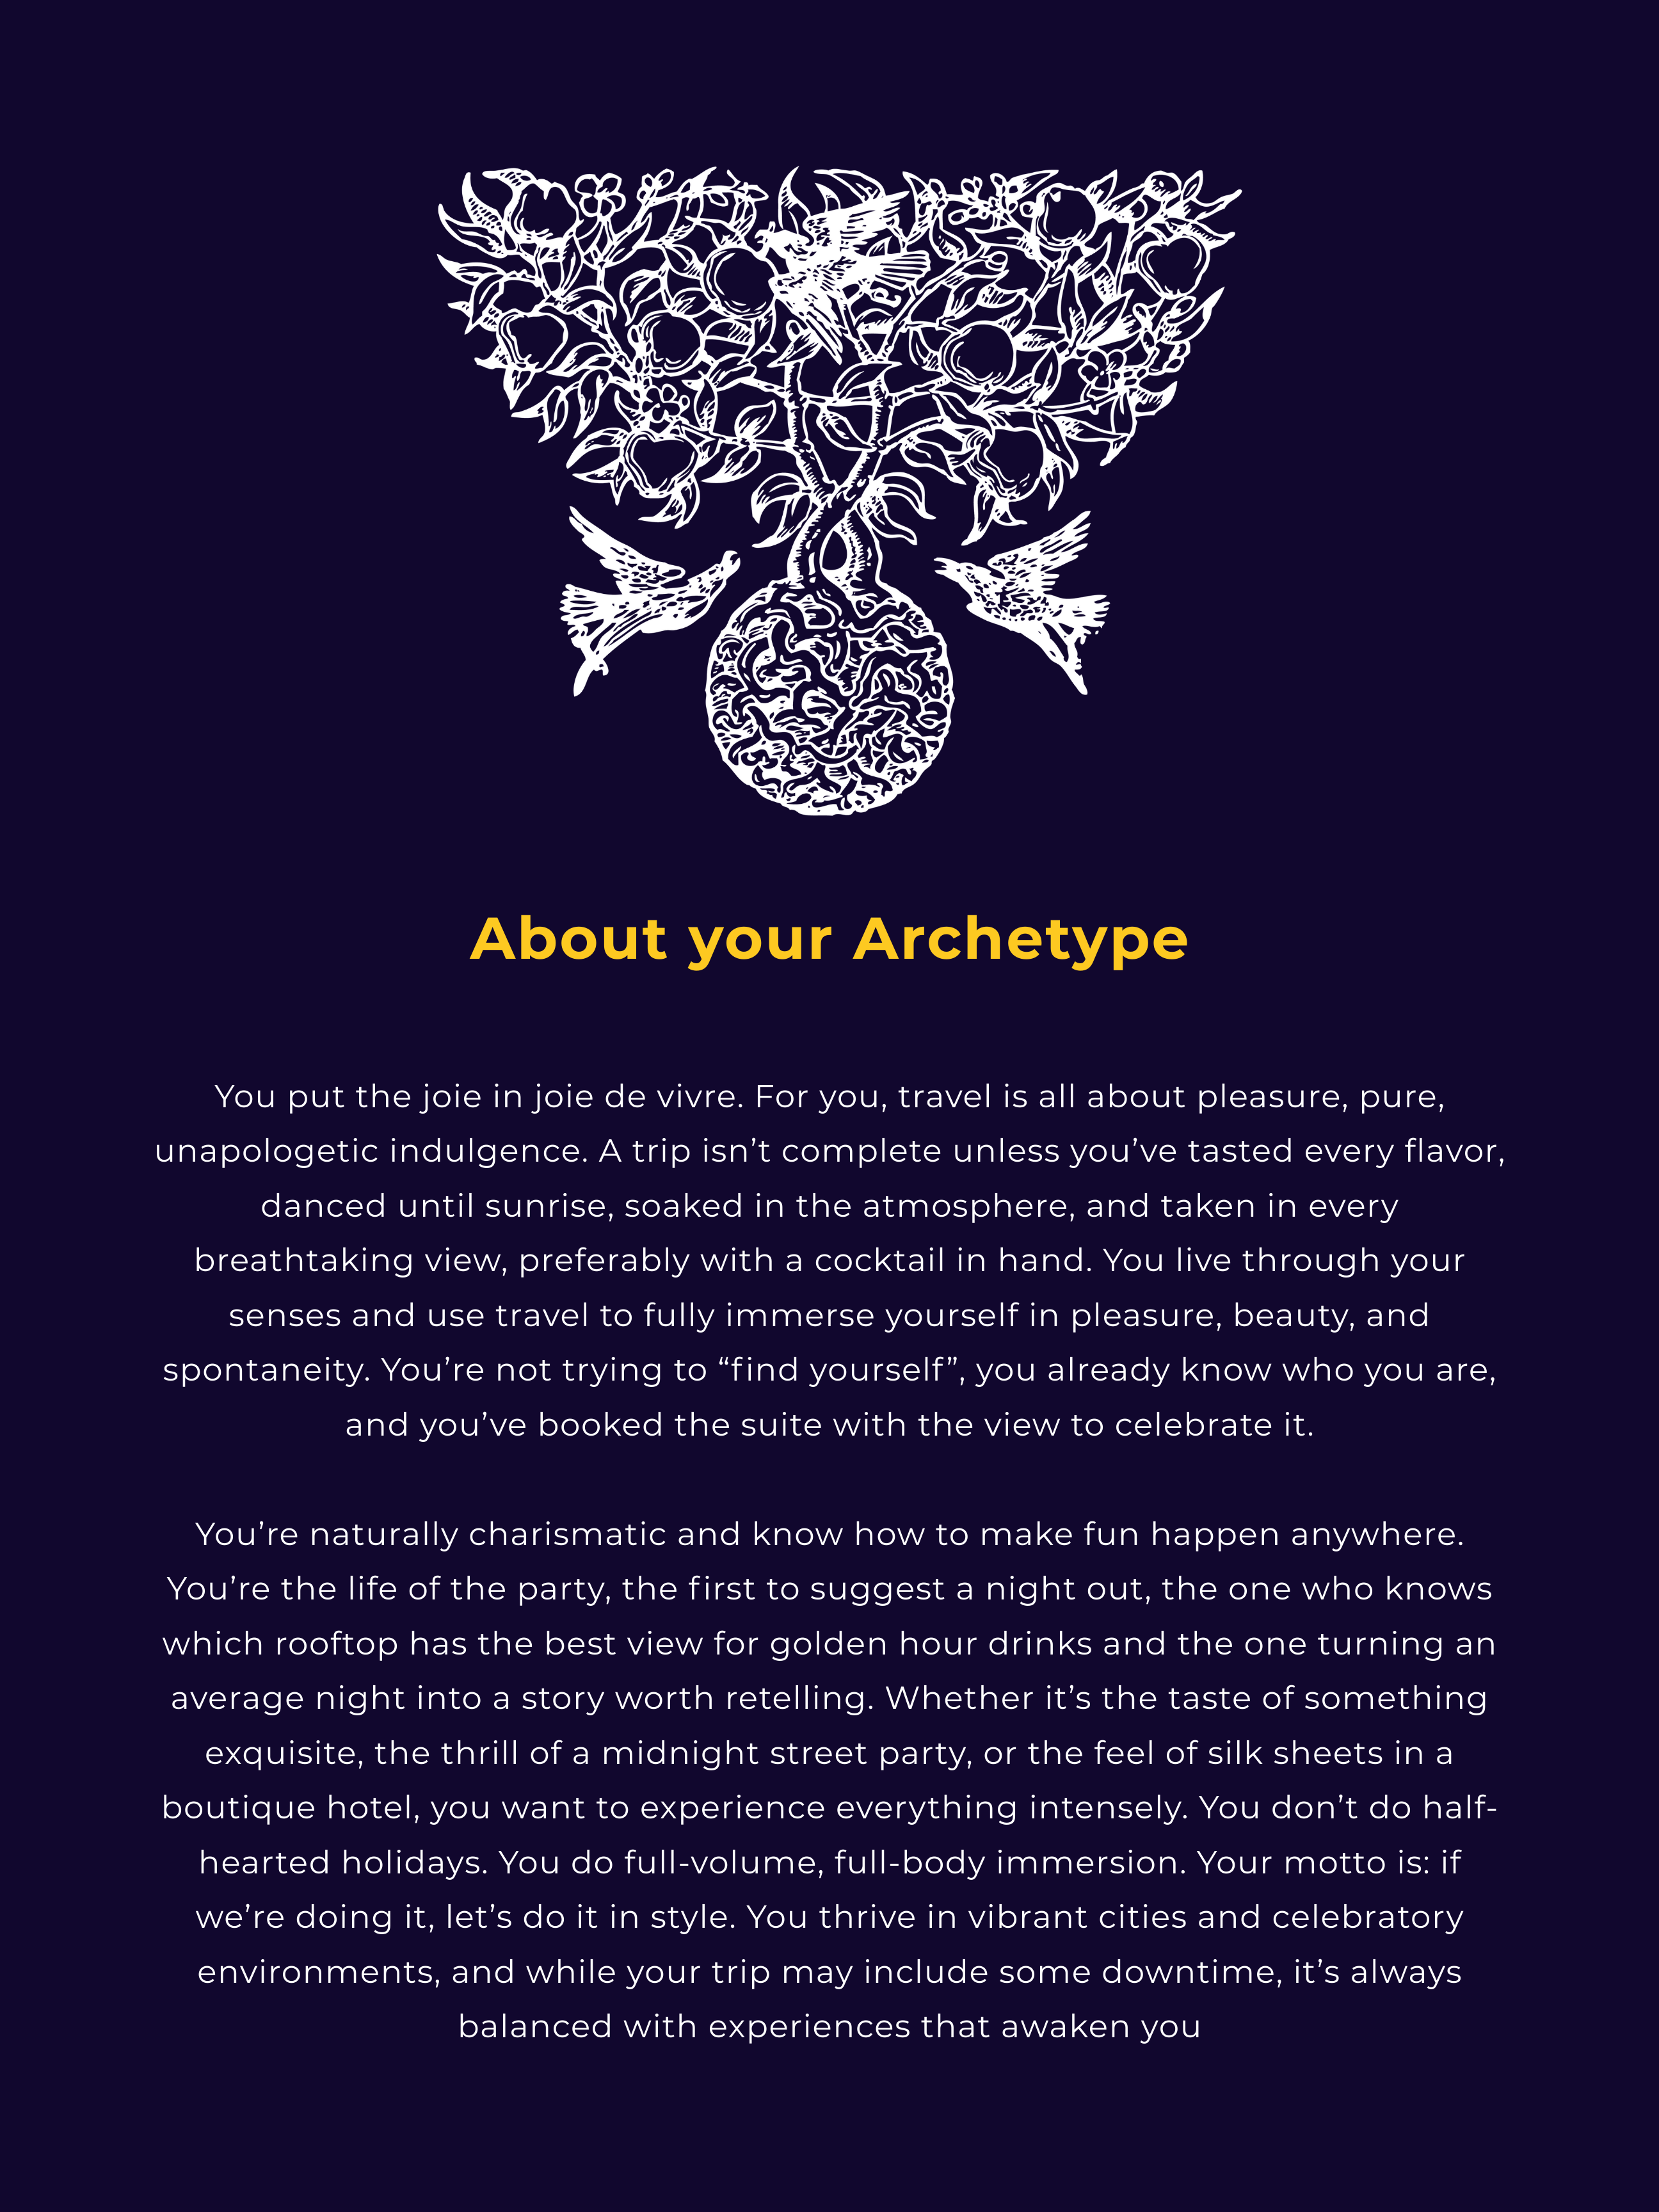 About your Archetype
You put the joie in joie de vivre. For you, travel is all about pleasure, pure,
unapologetic indulgence. A trip isn’t complete unless you’ve tasted every flavor,
danced until sunrise, soaked in the atmosphere, and taken in every
breathtaking view, preferably with a cocktail in hand. You live through your
senses and use travel to fully immerse yourself in pleasure, beauty, and
spontaneity. You’re not trying to “find yourself”, you already know who you are,
and you’ve booked the suite with the view to celebrate it.
You’re naturally charismatic and know how to make fun happen anywhere.
You’re the life of the party, the first to suggest a night out, the one who knows
which rooftop has the best view for golden hour drinks and the one turning an
average night into a story worth retelling. Whether it’s the taste of something
exquisite, the thrill of a midnight street party, or the feel of silk sheets in a
boutique hotel, you want to experience everything intensely. You don’t do half-
hearted holidays. You do full-volume, full-body immersion. Your motto is: if
we’re doing it, let’s do it in style. You thrive in vibrant cities and celebratory
environments, and while your trip may include some downtime, it’s always
balanced with experiences that awaken you